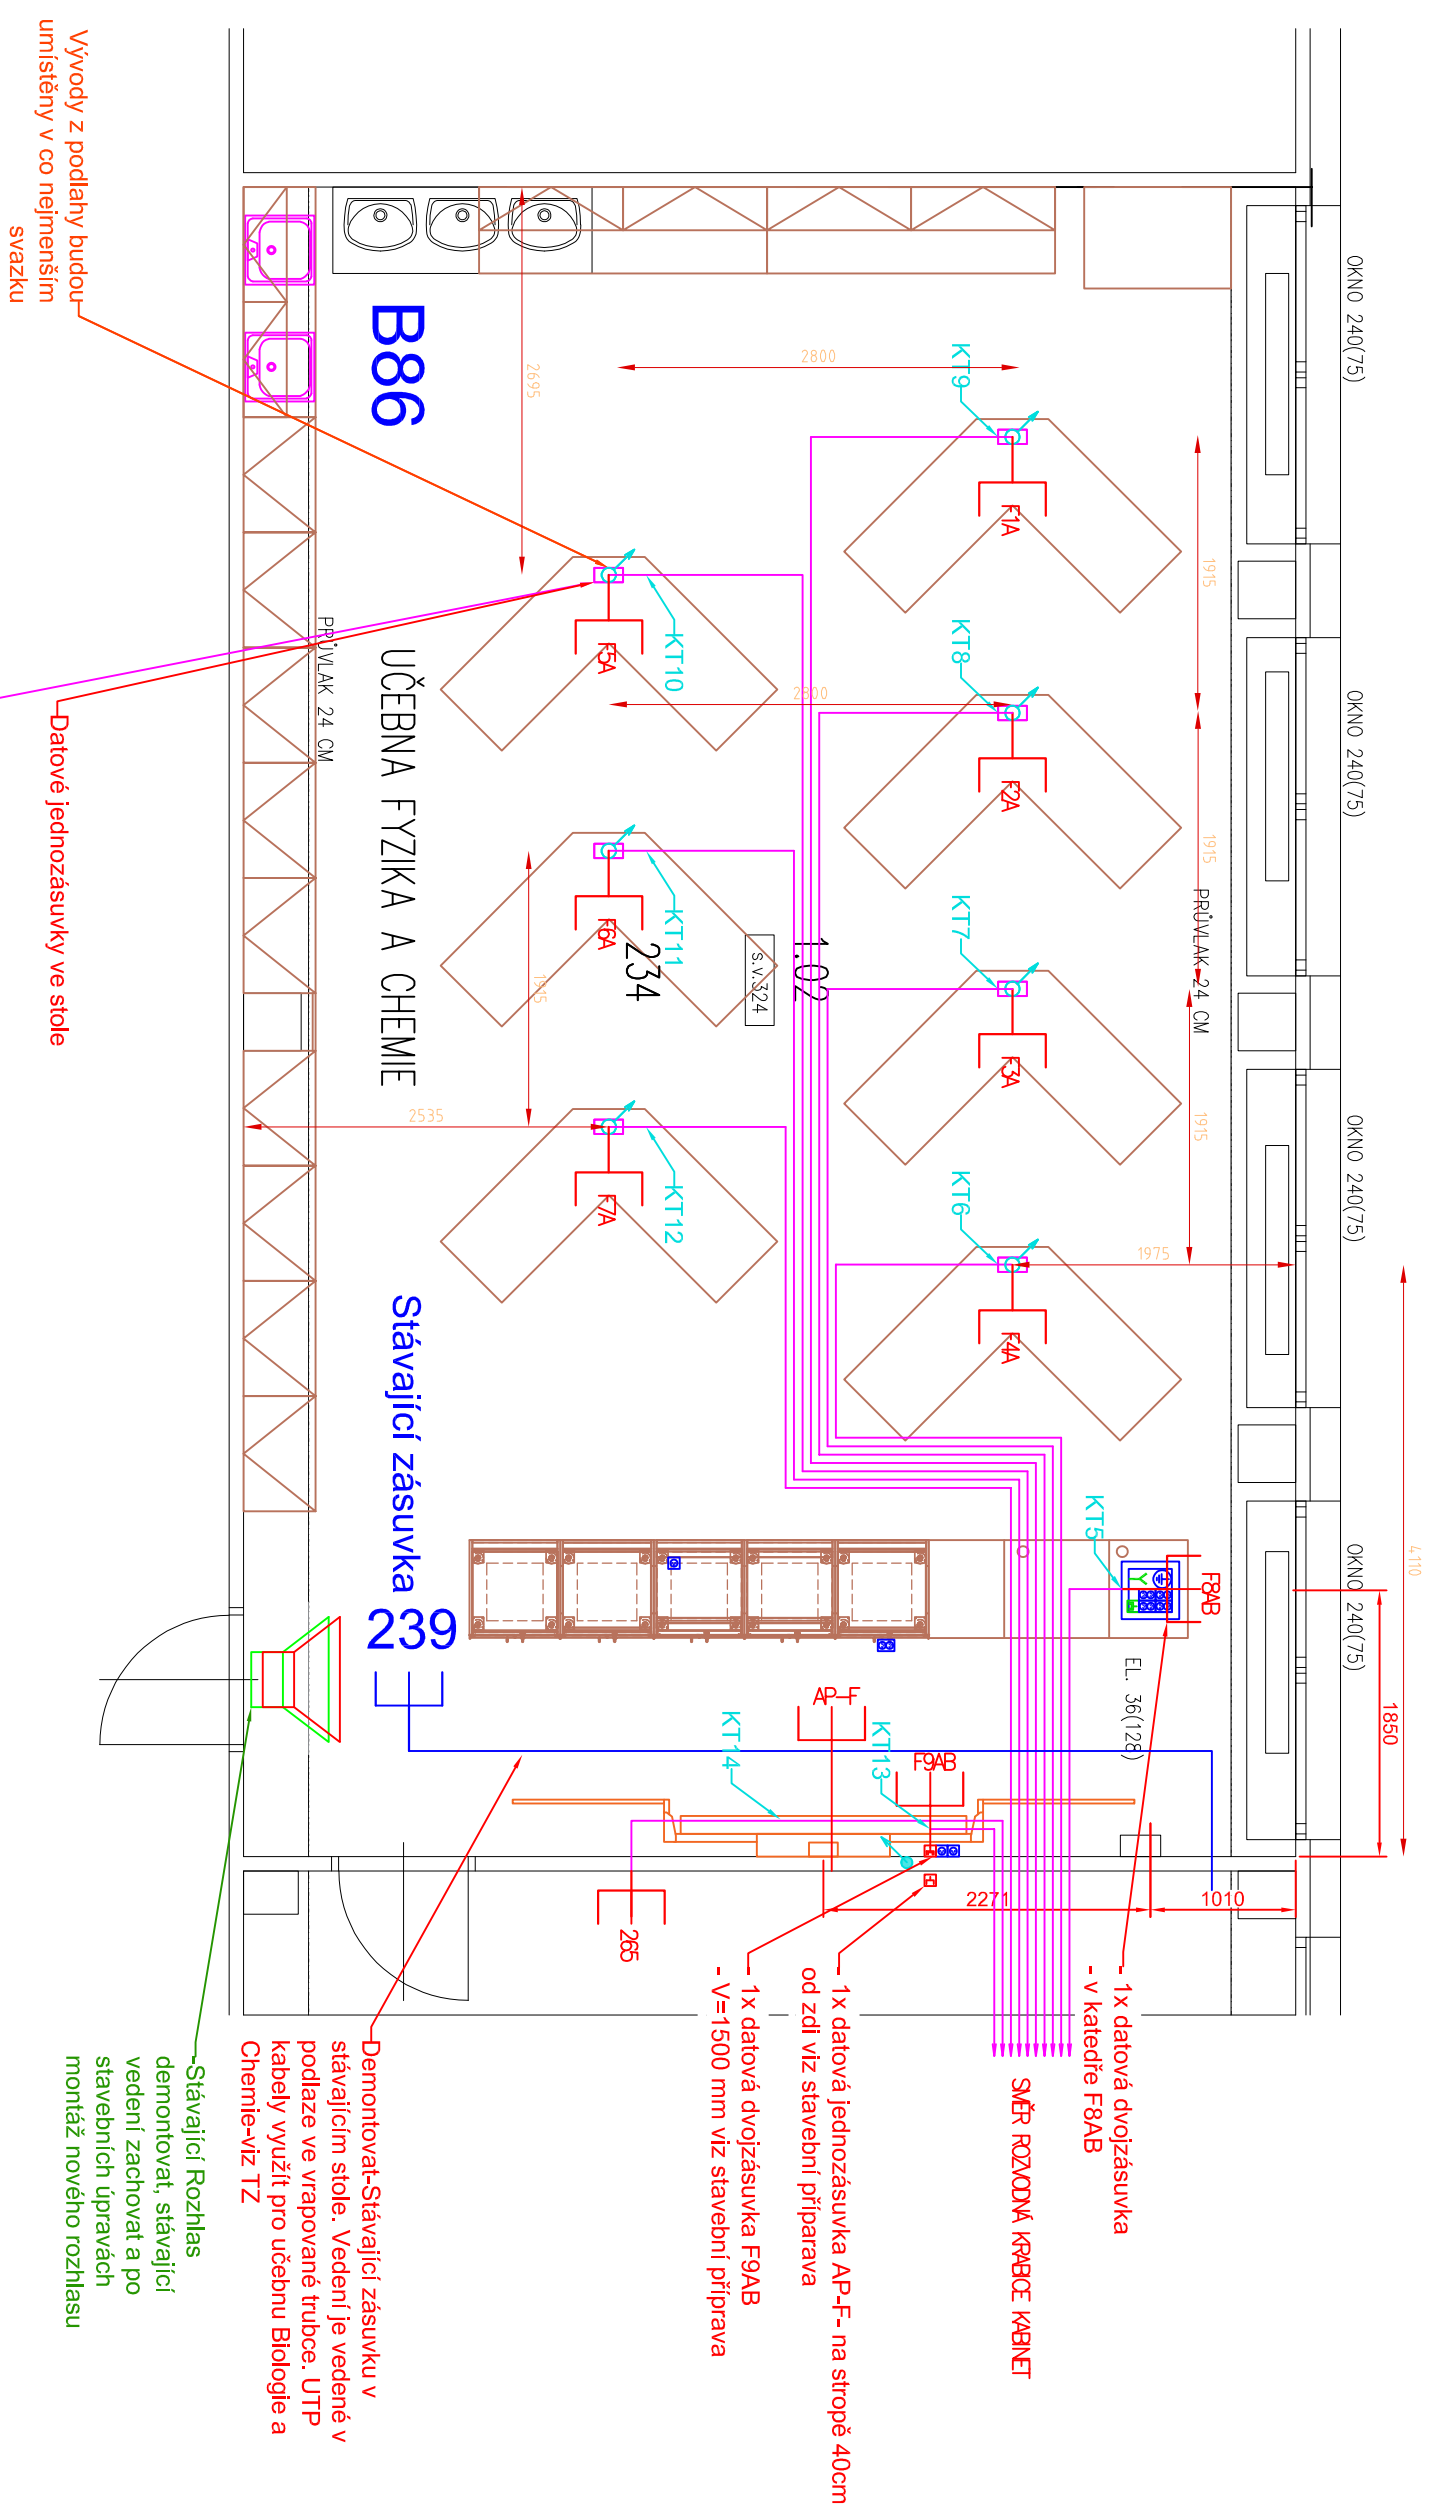 OKNO 240(75)
OKNO 240(75)
OKNO 240(75)
OKNO 240(75)
4110
1850
1915
1915
1915
PRŮVLAK 24 CM
1975
F8AB
EL. 36(128)
1010
- 1x datová dvojzásuvka
- v katedře F8AB
KT5
KT9
KT8
KT7
KT6
F1A
F2A
F3A
F4A
SMĚR ROZVODNÁ KRABICE KABINET
2271
F9AB
KT13
2800
2800
1.02
s.v.324
AP-F
- 1x datová jednozásuvka AP-F- na stropě 40cm
od zdi viz stavební příparava
KT14
- 1x datová dvojzásuvka F9AB
- V=1500 mm viz stavební příprava
KT10
KT11
KT12
234
F5A
F6A
F7A
265
2695
1915
2535
B86
UČEBNA FYZIKA A CHEMIE
Stávající zásuvka
239
PRŮVLAK 24 CM
Demontovat-Stávající zásuvku v
stávajícím stole. Vedení je vedené v
podlaze ve vrapované trubce. UTP
kabely využít pro učebnu Biologie a
Chemie-viz TZ
-Stávající Rozhlas
demontovat, stávající
vedení zachovat a po
stavebních úpravách
montáž nového rozhlasu
Vývody z podlahy budou
umístěny v co nejmenším
svazku
Datové jednozásuvky ve stole